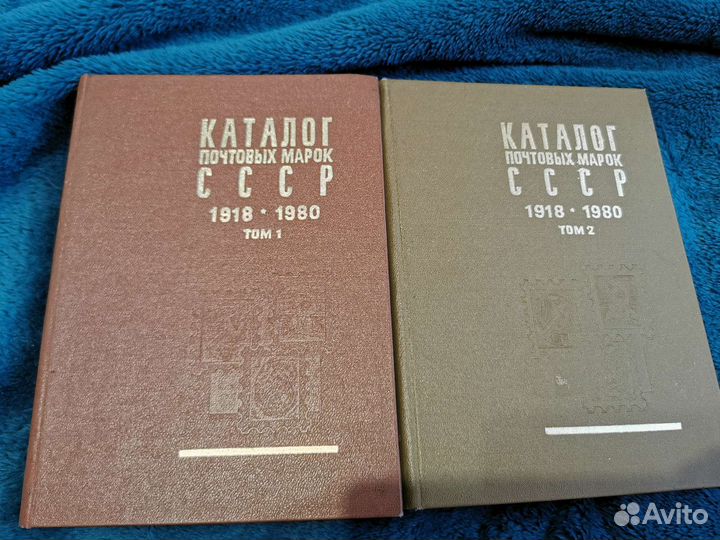 КАТАЛОГ
ПОЧТОВЫХ МАРОК
СССР
1918 • 1980
ТОМ 1
КАТАЛОГ
ПОЧТОВЫХ МАРОК
СССР
1918 • 1980
ТОМ 2
Avito